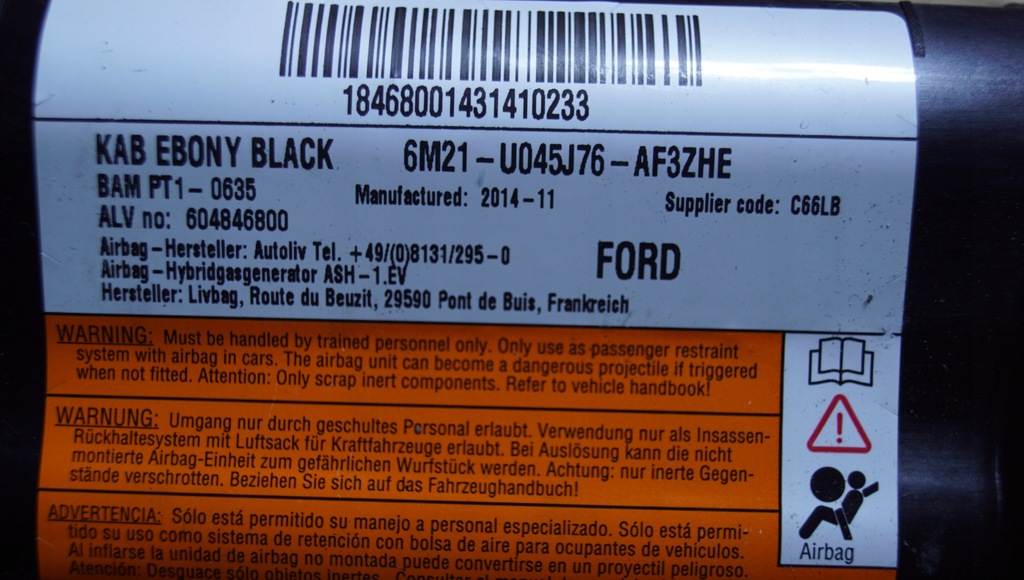 18468001431410233
KAB EBONY BLACK 6M21-U045J76-AF3ZHE
BAM PT1-0635 Manufactured: 2014-11 Supplier code: C66LB
ALV no: 604846800
Airbag-Hersteller: Autoliv Tel. +49/(0)8131/295-0 FORD
Airbag-Hybridgasgenerator ASH-1.EV
Hersteller: Livbag, Route du Beuzit, 29590 Pont de Buis, Frankreich
WARNING: Must be handled by trained personnel only. Only use as passenger restraint
system with airbag in cars. The airbag unit can become a dangerous projectile if triggered
when not fitted. Attention: Only scrap inert components. Refer to vehicle handbook!
WARNUNG: Umgang nur durch geschultes Personal erlaubt. Verwendung nur als Insassen-
Rückhaltesystem mit Luftsack für Kraftfahrzeuge erlaubt. Bei Auslösung kann die nicht
montierte Airbag-Einheit zum gefährlichen Wurfstück werden. Achtung: nur inerte Gegen-
stände verschrotten. Beziehen Sie sich auf das Fahrzeughandbuch!
ADVERTENCIA: Sólo está permitido su manejo a personal especializado. Sólo está permi-
tido su uso como sistema de retención con bolsa de aire para ocupantes de vehículos.
Al inflarse la unidad de airbag no montada puede convertirse en un proyectil peligroso.
Atención: Desguace sólo objetos inertes. Consultar el manual
Airbag